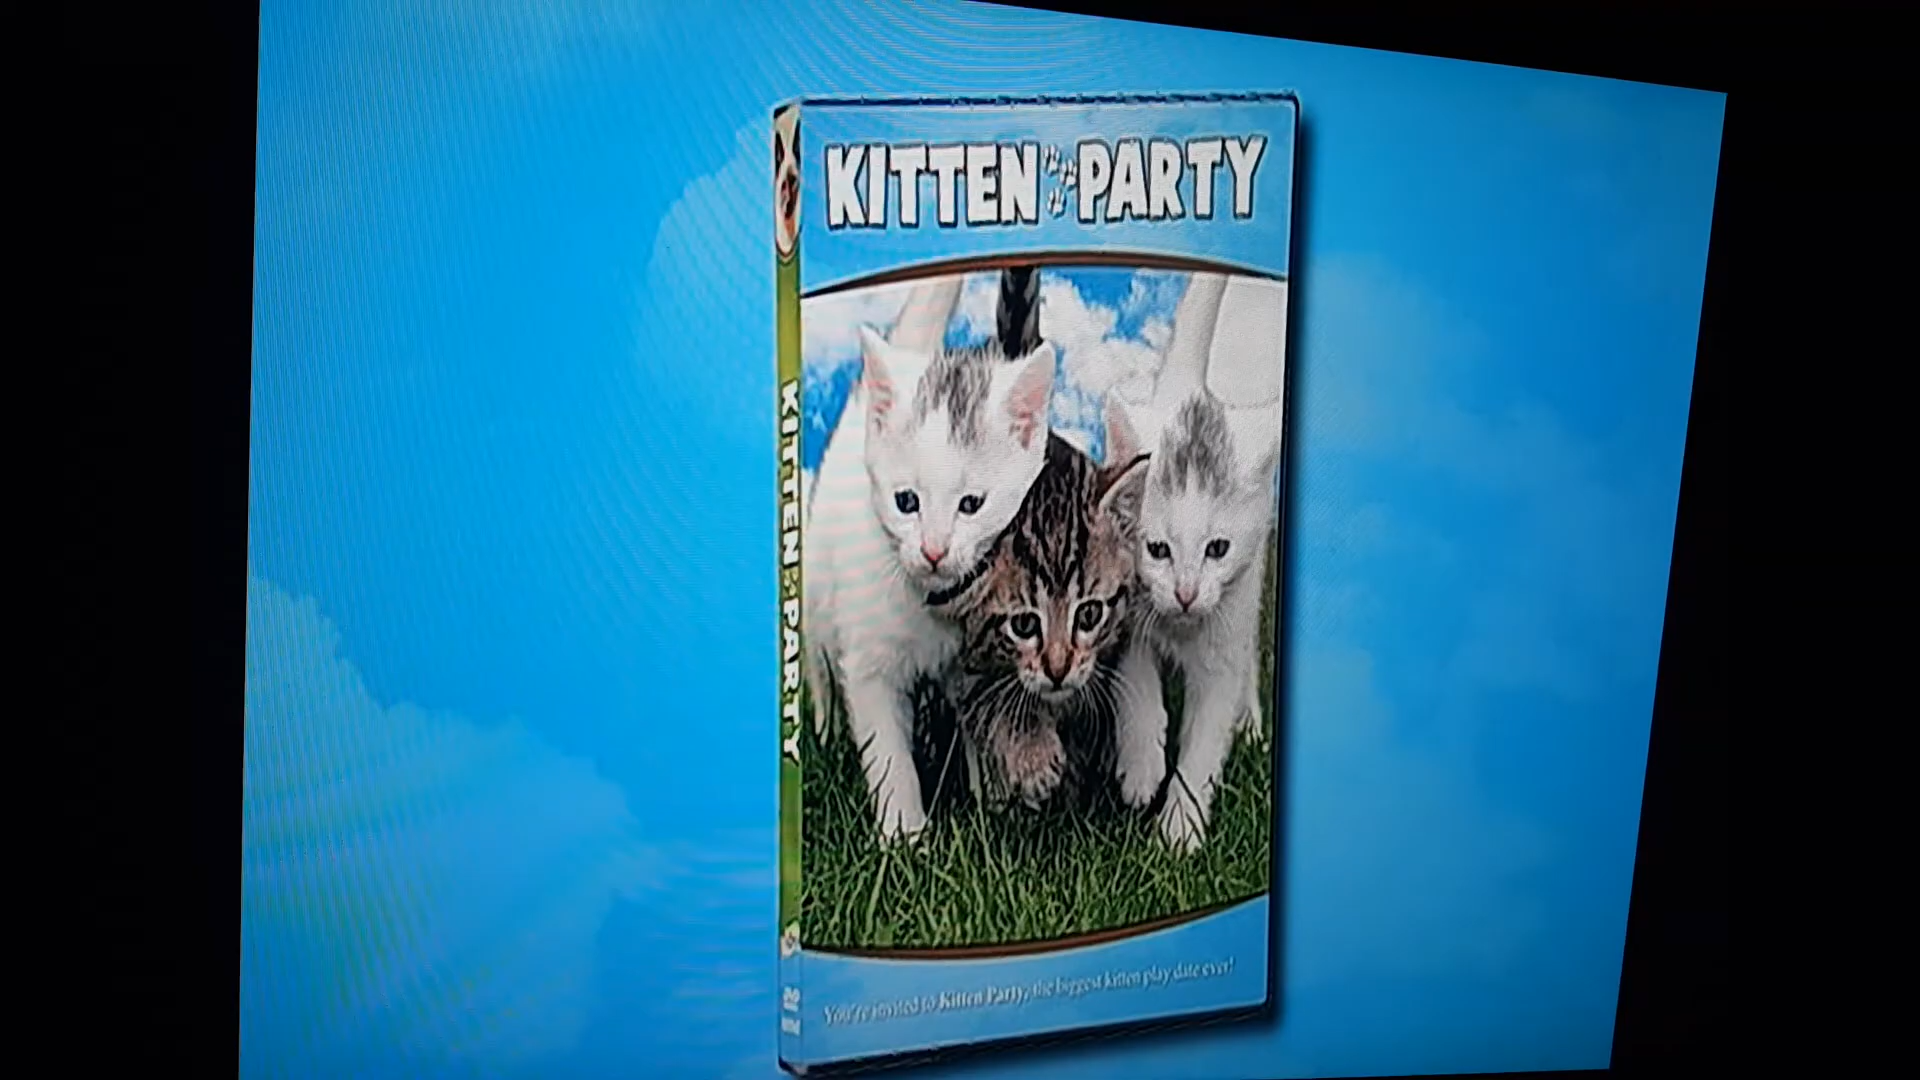 KITTEN PARTY
KITTEN PARTY
You're invited to Kitten Party, the biggest kitten play date ever!